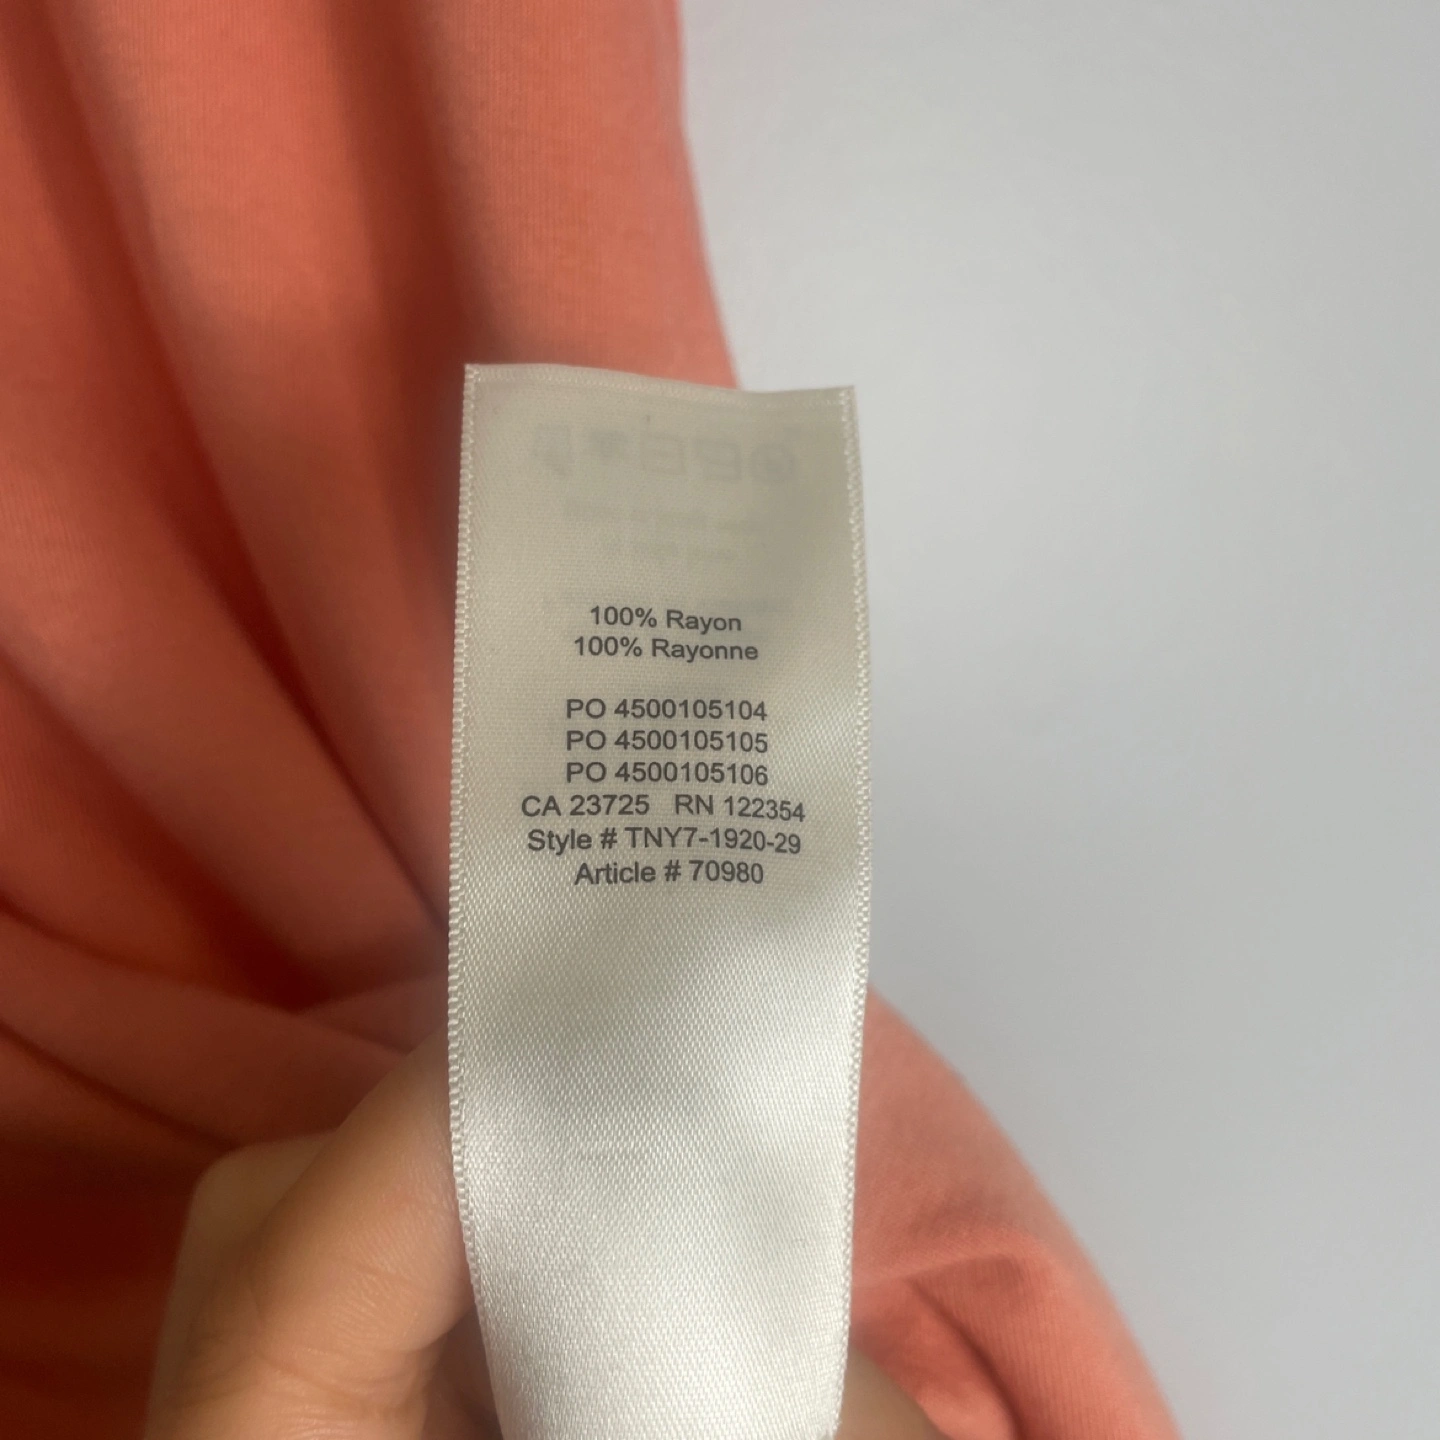 100% Rayon
100% Rayonne
PO 4500105104
PO 4500105105
PO 4500105106
CA 23725 RN 122354
Style # TNY7-1920-29
Article # 70980